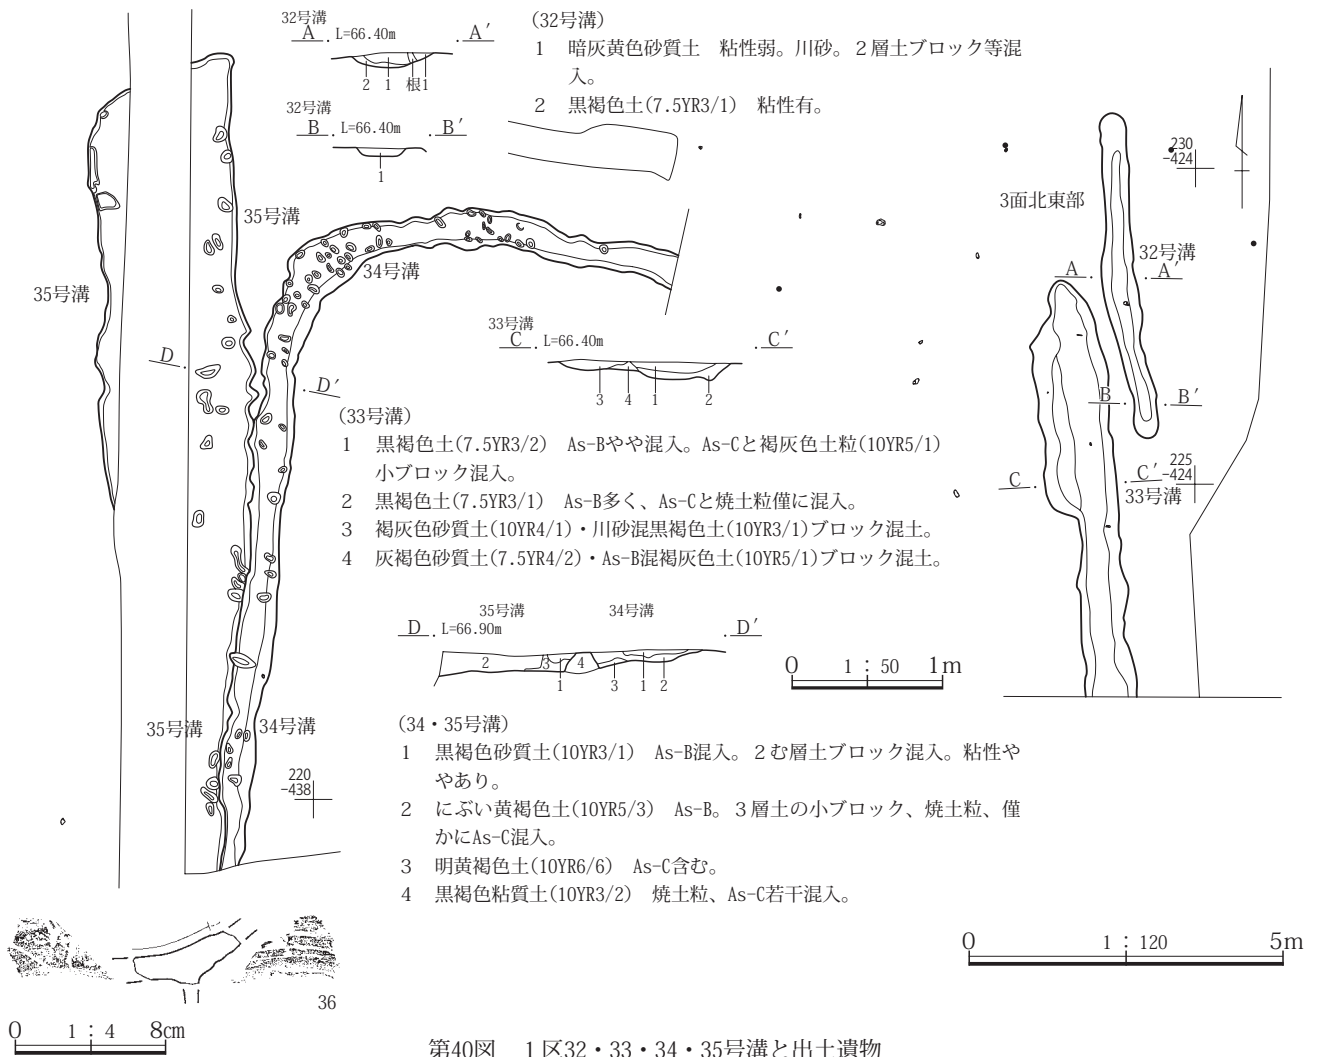 32号溝
A L=66.40m A′
2 1 根1
32号溝
B L=66.40m B′
1
(32号溝)
1 暗灰黄色砂質土 粘性弱。川砂。２層土ブロック等混
入。
2 黒褐色土(7.5YR3/1) 粘性有。
230
-424
3面北東部
32号溝
A A′
B B′
C C′
225
-424
33号溝
35号溝
35号溝
34号溝
D D′
33号溝
C L=66.40m C′
3 4 1 2
(33号溝)
1 黒褐色土(7.5YR3/2) As-Bやや混入。As-Cと褐灰色土粒(10YR5/1)
小ブロック混入。
2 黒褐色土(7.5YR3/1) As-B多く、As-Cと焼土粒僅に混入。
3 褐灰色砂質土(10YR4/1)・川砂混黒褐色土(10YR3/1)ブロック混土。
4 灰褐色砂質土(7.5YR4/2)・As-B混褐灰色土(10YR5/1)ブロック混土。
35号溝 34号溝
D L=66.90m D′
2 3 4
1 3 1 2
0 1：50 1m
35号溝 34号溝
220
-438
(34・35号溝)
1 黒褐色砂質土(10YR3/1) As-B混入。２む層土ブロック混入。粘性や
やあり。
2 にぶい黄褐色土(10YR5/3) As-B。３層土の小ブロック、焼土粒、僅
かにAs-C混入。
3 明黄褐色土(10YR6/6) As-C含む。
4 黒褐色粘質土(10YR3/2) 焼土粒、As-C若干混入。
0 1：120 5m
36
0 1：4 8cm
第40図 １区32・33・34・35号溝と出土遺物